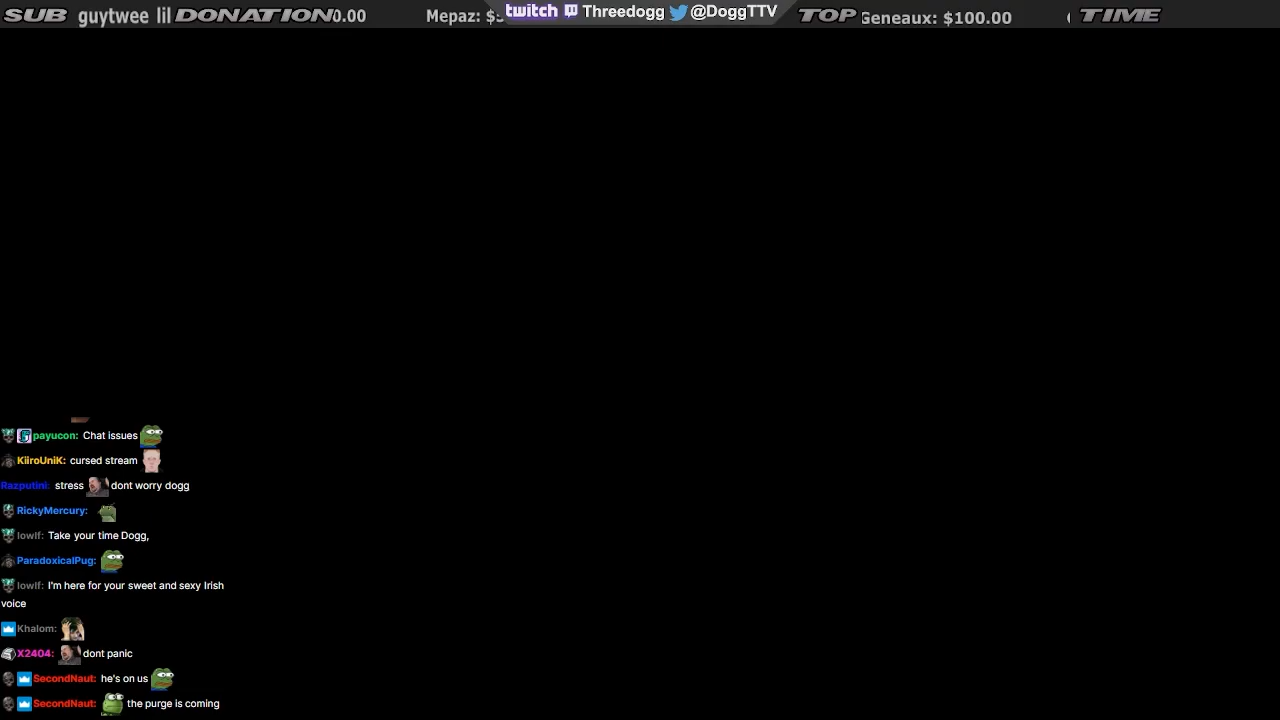 SUB guytwee lil DONATION 0.00 Mepaz: $ twitch Threedogg @DoggTTV TOP Geneaux: $100.00 TIME
payucon: Chat issues
KiiroUniK: cursed stream
Razputini: stress dont worry dogg
RickyMercury:
lowlf: Take your time Dogg,
ParadoxicalPug:
lowlf: I'm here for your sweet and sexy Irish
voice
Khalom:
X2404: dont panic
SecondNaut: he's on us
SecondNaut: the purge is coming